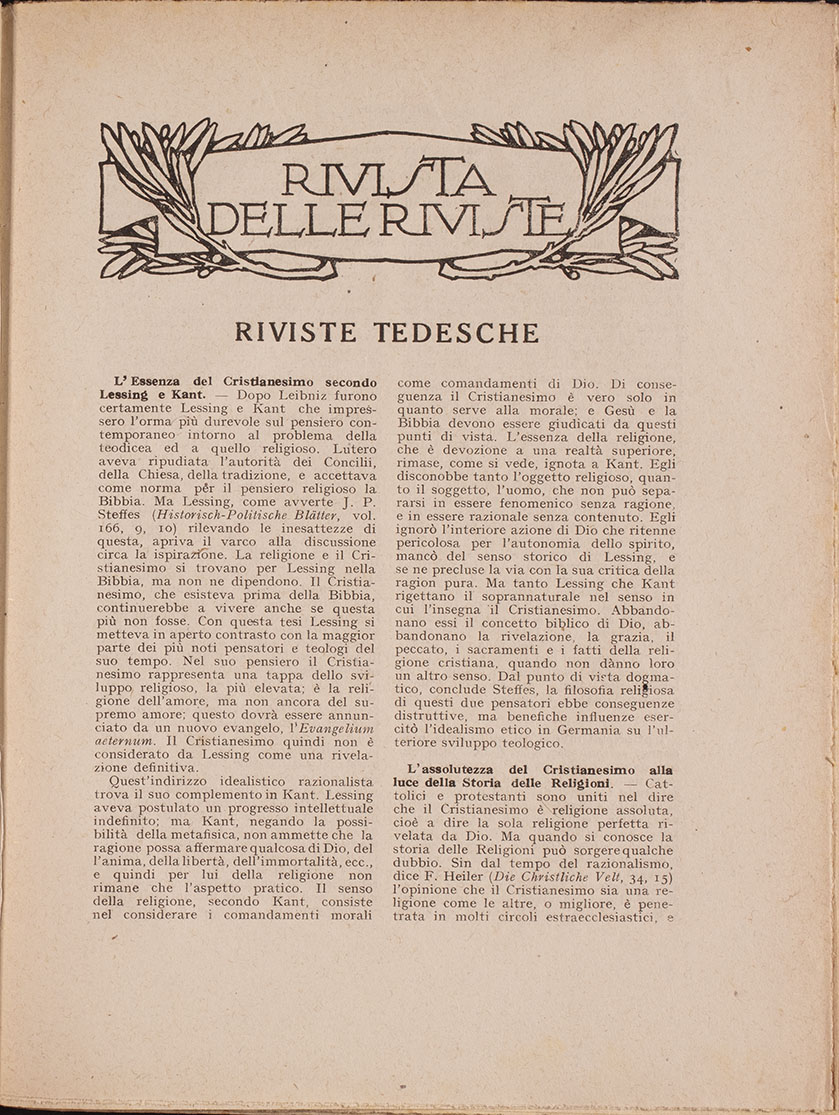 RIVISTA
DELLE RIVISTE
RIVISTE TEDESCHE
L'Essenza del Cristianesimo secondo
Lessing e Kant. — Dopo Leibniz furono
certamente Lessing e Kant che impres-
sero l'orma più durevole sul pensiero con-
temporaneo intorno al problema della
teodicea ed a quello religioso. Lutero
aveva ripudiata l'autorità dei Concilii,
della Chiesa, della tradizione, e accettava
come norma per il pensiero religioso la
Bibbia. Ma Lessing, come avverte J. P.
Steffes (Historisch-Politische Blätter, vol.
166, 9, 10) rilevando le inesattezze di
questa, apriva il varco alla discussione
circa la ispirazione. La religione e il Cri-
stianesimo si trovano per Lessing nella
Bibbia, ma non ne dipendono. Il Cristia-
nesimo, che esisteva prima della Bibbia,
continuerebbe a vivere anche se questa
più non fosse. Con questa tesi Lessing si
metteva in aperto contrasto con la maggior
parte dei più noti pensatori e teologi del
suo tempo. Nel suo pensiero il Cristia-
nesimo rappresenta una tappa dello svi-
luppo religioso, la più elevata; è la reli-
gione dell'amore, ma non ancora del su-
premo amore; questo dovrà essere annun-
ciato da un nuovo evangelo, l'Evangelium
aeternum. Il Cristianesimo quindi non è
considerato da Lessing come una rivela-
zione definitiva.
Quest'indirizzo idealistico razionalista
trova il suo complemento in Kant. Lessing
aveva postulato un progresso intellettuale
indefinito; ma Kant, negando la possi-
bilità della metafisica, non ammette che la
ragione possa affermare qualcosa di Dio, del
l'anima, della libertà, dell'immortalità, ecc.,
e quindi per lui della religione non
rimane che l'aspetto pratico. Il senso
della religione, secondo Kant, consiste
nel considerare i comandamenti morali
come comandamenti di Dio. Di conse-
guenza il Cristianesimo è vero solo in
quanto serve alla morale; e Gesù e la
Bibbia devono essere giudicati da questi
punti di vista. L'essenza della religione,
che è devozione a una realtà superiore,
rimase, come si vede, ignota a Kant. Egli
disconobbe tanto l'oggetto religioso, quan-
to il soggetto, l'uomo, che non può sepa-
rarsi in essere fenomenico senza ragione,
e in essere razionale senza contenuto. Egli
ignorò l'interiore azione di Dio che ritenne
pericolosa per l'autonomia dello spirito,
mancò del senso storico di Lessing, e
se ne precluse la via con la sua critica della
ragion pura. Ma tanto Lessing che Kant
rigettano il soprannaturale nel senso in
cui l'insegna il Cristianesimo. Abbando-
nano essi il concetto biblico di Dio, ab-
bandonano la rivelazione, la grazia, il
peccato, i sacramenti e i fatti della reli-
gione cristiana, quando non dànno loro
un altro senso. Dal punto di vista dogma-
tico, conclude Steffes, la filosofia religiosa
di questi due pensatori ebbe conseguenze
distruttive, ma benefiche influenze eser-
citò l'idealismo etico in Germania su l'ul-
teriore sviluppo teologico.
L'assolutezza del Cristianesimo alla
luce della Storia delle Religioni. — Cat-
tolici e protestanti sono uniti nel dire
che il Cristianesimo è religione assoluta,
cioè a dire la sola religione perfetta ri-
velata da Dio. Ma quando si conosce la
storia delle Religioni può sorgere qualche
dubbio. Sin dal tempo del razionalismo,
dice F. Heiler (Die Christliche Velt, 34, 15)
l'opinione che il Cristianesimo sia una re-
ligione come le altre, o migliore, è pene-
trata in molti circoli estraecclesiastici, e